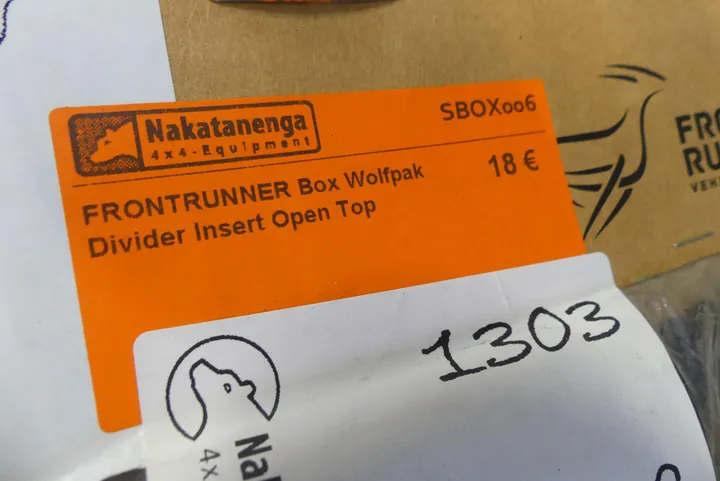 Nakatanenga
4x4-Equipment
SBOX006
FRONTRUNNER Box Wolfpak
Divider Insert Open Top
18 €
1303